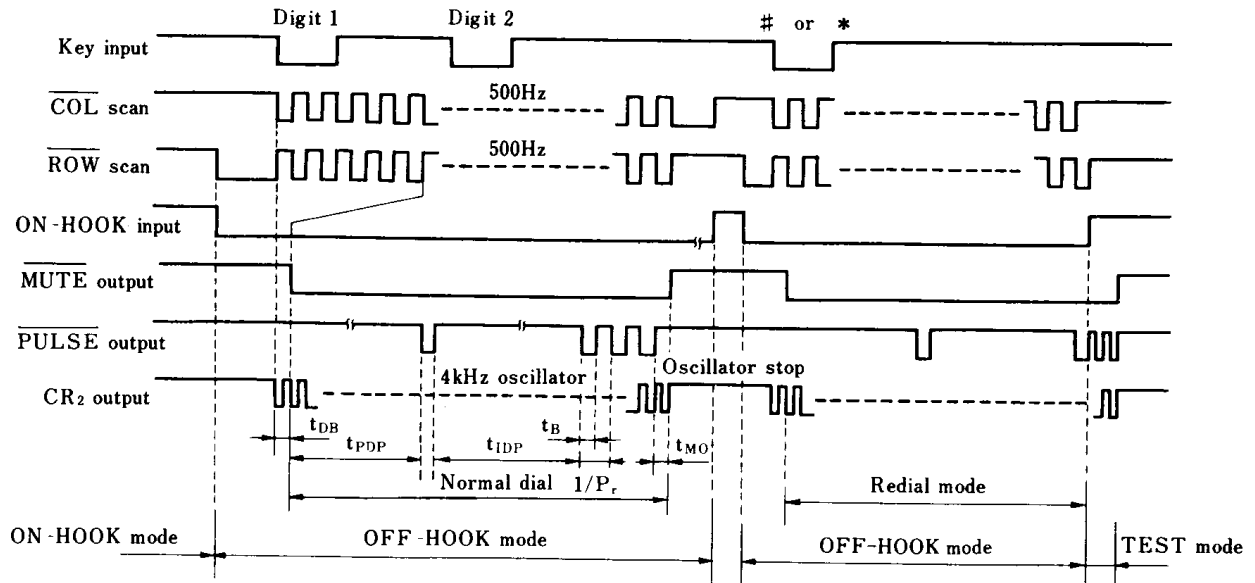 Digit 1 Digit 2 # or *
Key input
COL scan 500Hz
ROW scan 500Hz
ON-HOOK input
MUTE output
PULSE output
4kHz oscillator Oscillator stop
CR₂ output
tDB tPDP tIDP tB tMO
Normal dial 1/Pr Redial mode
ON-HOOK mode OFF-HOOK mode OFF-HOOK mode TEST mode